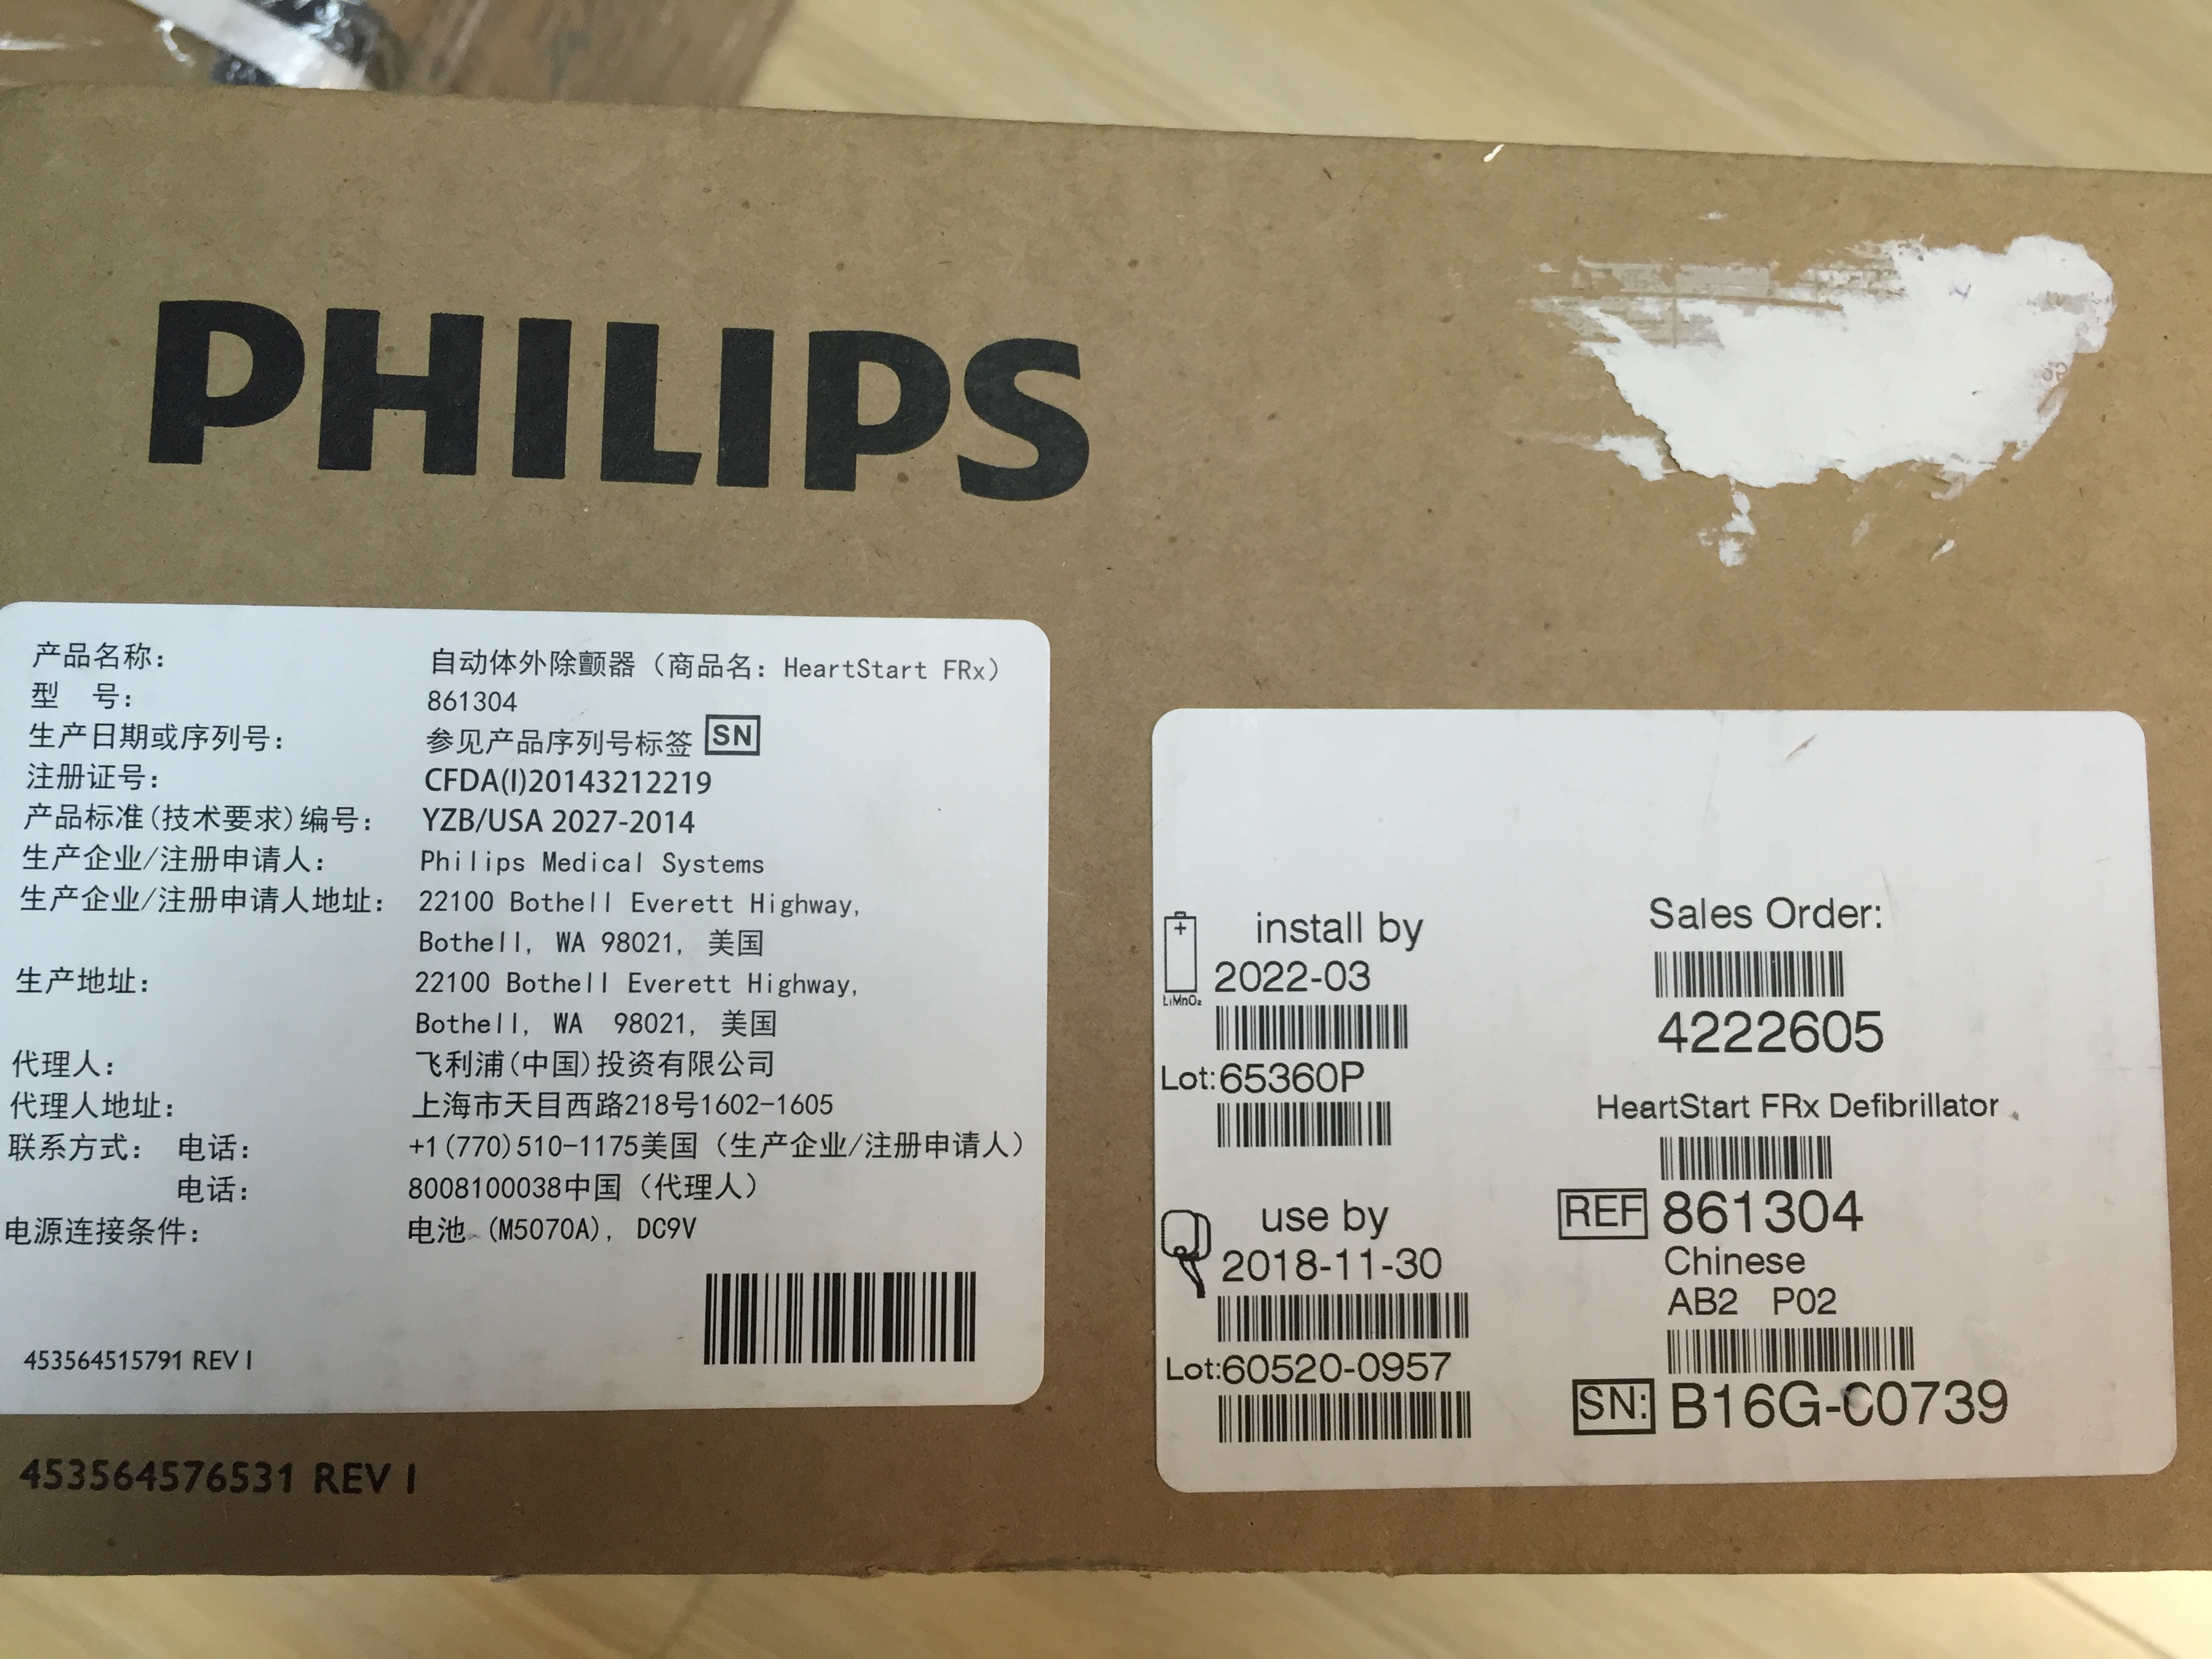 PHILIPS
产品名称: 自动体外除颤器（商品名: HeartStart FRx）
型 号: 861304
生产日期或序列号: 参见产品序列号标签 SN
注册证号: CFDA(I)20143212219
产品标准(技术要求)编号: YZB/USA 2027-2014
生产企业/注册申请人: Philips Medical Systems
生产企业/注册申请人地址: 22100 Bothell Everett Highway,
Bothell, WA 98021, 美国
生产地址: 22100 Bothell Everett Highway,
Bothell, WA 98021, 美国
代理人: 飞利浦(中国)投资有限公司
代理人地址: 上海市天目西路218号1602-1605
联系方式: 电话: +1(770)510-1175美国（生产企业/注册申请人）
电话: 8008100038中国（代理人）
电源连接条件: 电池 (M5070A), DC9V
453564515791 REV I
453564576531 REV I
install by
2022-03
LiMnO₂
Lot:65360P
use by
2018-11-30
Lot:60520-0957
Sales Order:
4222605
HeartStart FRx Defibrillator
REF 861304
Chinese
AB2 P02
SN: B16G-00739